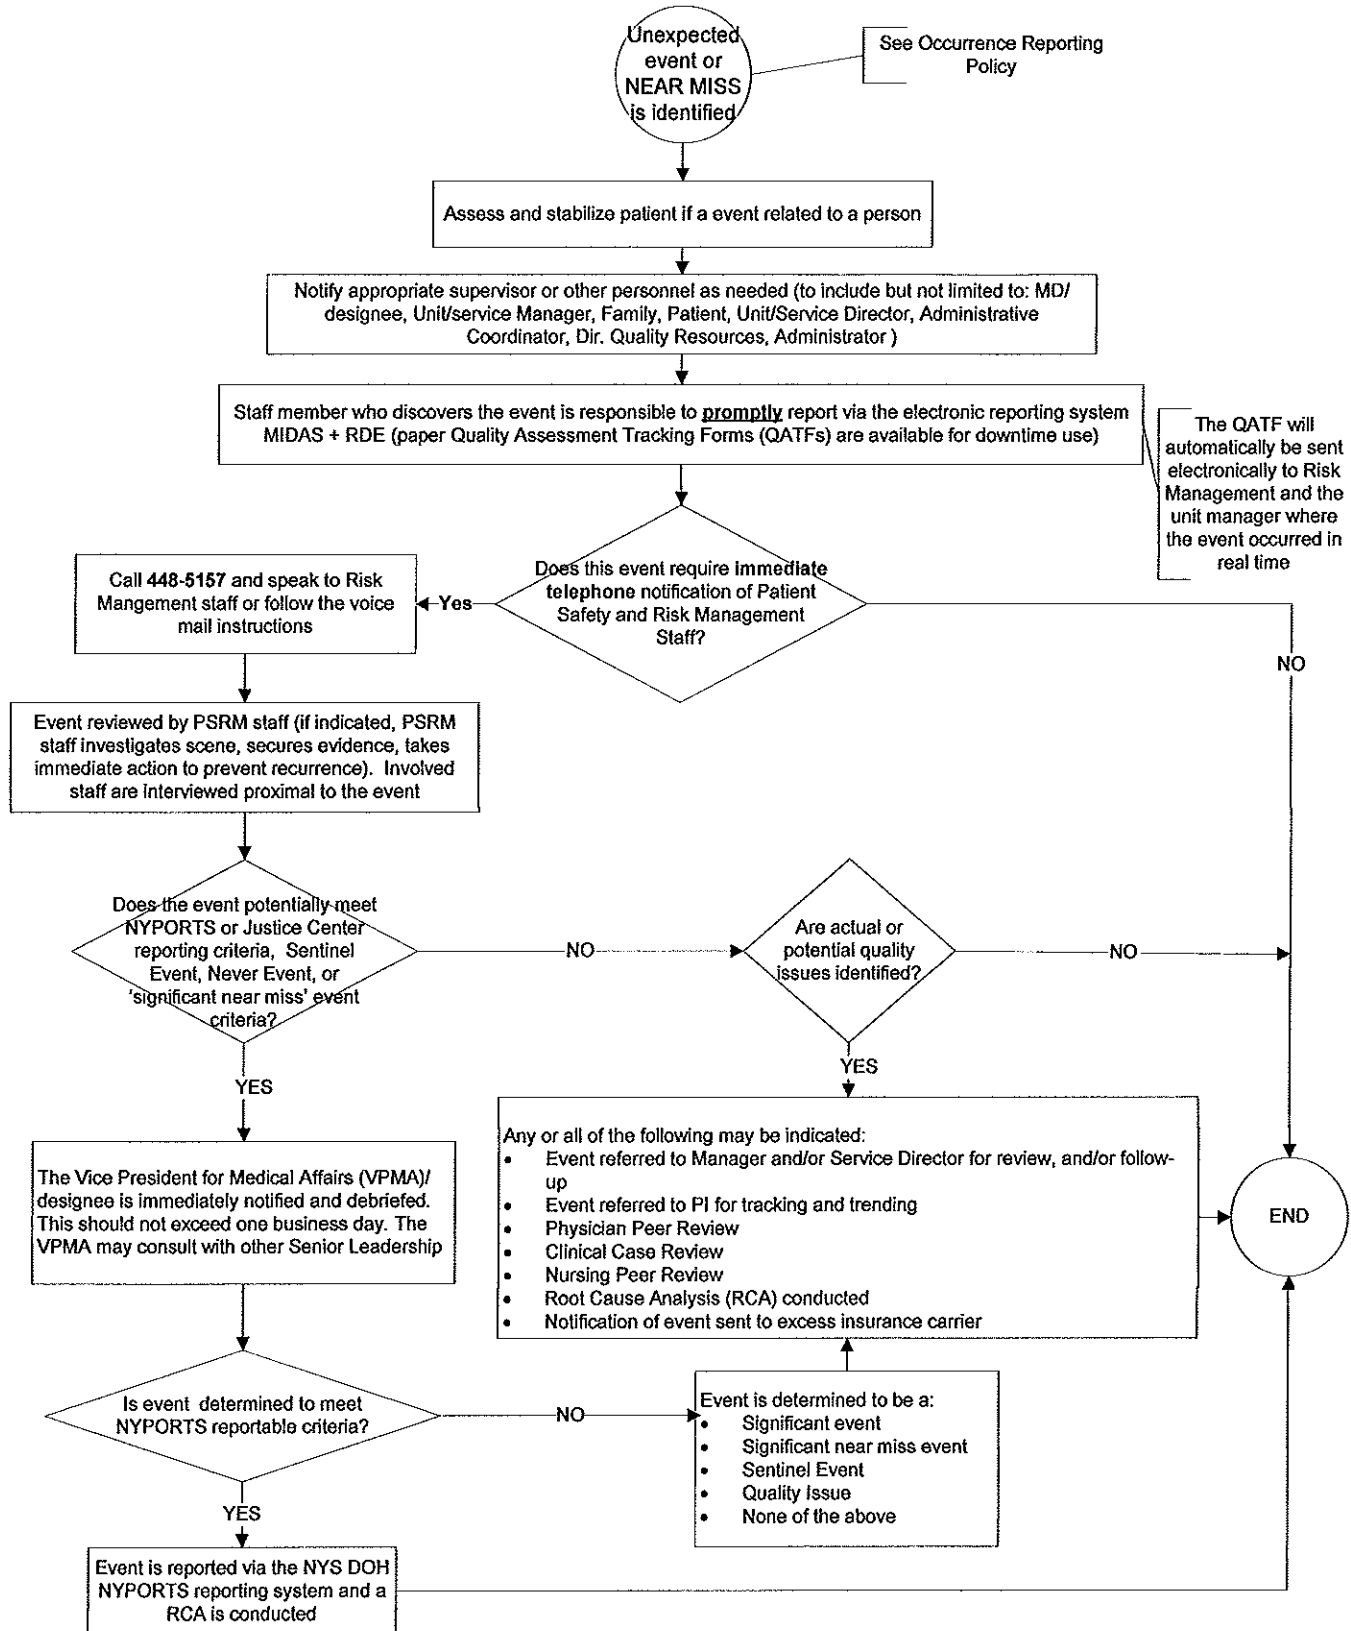 Unexpected
event or
NEAR MISS
is identified
See Occurrence Reporting
Policy
Assess and stabilize patient if a event related to a person
Notify appropriate supervisor or other personnel as needed (to include but not limited to: MD/
designee, Unit/service Manager, Family, Patient, Unit/Service Director, Administrative
Coordinator, Dir. Quality Resources, Administrator )
Staff member who discovers the event is responsible to promptly report via the electronic reporting system
MIDAS + RDE (paper Quality Assessment Tracking Forms (QATFs) are available for downtime use)
The QATF will
automatically be sent
electronically to Risk
Management and the
unit manager where
the event occurred in
real time
Does this event require immediate
telephone notification of Patient
Safety and Risk Management
Staff?
Yes
NO
Call 448-5157 and speak to Risk
Mangement staff or follow the voice
mail instructions
Event reviewed by PSRM staff (if indicated, PSRM
staff investigates scene, secures evidence, takes
immediate action to prevent recurrence). Involved
staff are interviewed proximal to the event
Does the event potentially meet
NYPORTS or Justice Center
reporting criteria, Sentinel
Event, Never Event, or
'significant near miss' event
criteria?
NO
Are actual or
potential quality
issues identified?
NO
YES
YES
The Vice President for Medical Affairs (VPMA)/
designee is immediately notified and debriefed.
This should not exceed one business day. The
VPMA may consult with other Senior Leadership
Any or all of the following may be indicated:
• Event referred to Manager and/or Service Director for review, and/or follow-
up
• Event referred to PI for tracking and trending
• Physician Peer Review
• Clinical Case Review
• Nursing Peer Review
• Root Cause Analysis (RCA) conducted
• Notification of event sent to excess insurance carrier
END
Is event determined to meet
NYPORTS reportable criteria?
NO
Event is determined to be a:
• Significant event
• Significant near miss event
• Sentinel Event
• Quality Issue
• None of the above
YES
Event is reported via the NYS DOH
NYPORTS reporting system and a
RCA is conducted